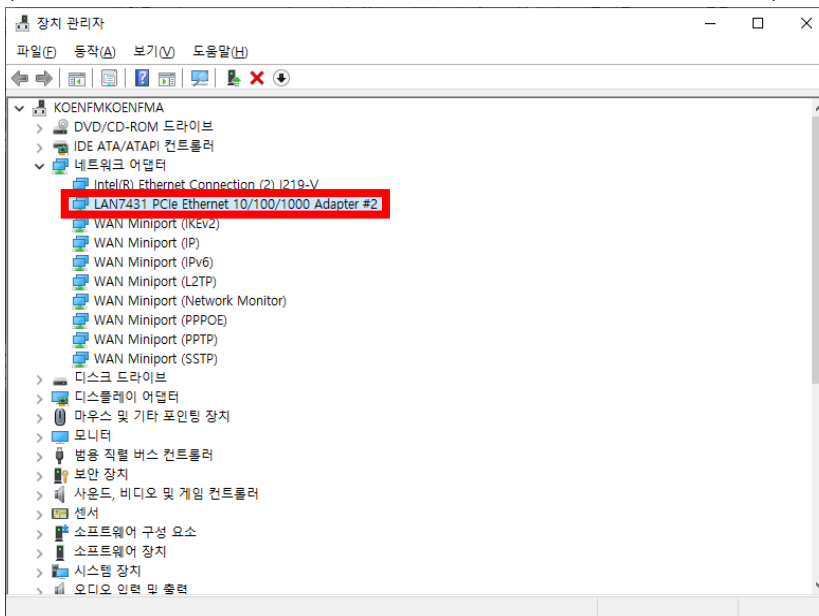 장치 관리자
파일(F) 동작(A) 보기(V) 도움말(H)
KOENFMKOENFMA
DVD/CD-ROM 드라이브
IDE ATA/ATAPI 컨트롤러
네트워크 어댑터
Intel(R) Ethernet Connection (2) I219-V
LAN7431 PCIe Ethernet 10/100/1000 Adapter #2
WAN Miniport (IKEv2)
WAN Miniport (IP)
WAN Miniport (IPv6)
WAN Miniport (L2TP)
WAN Miniport (Network Monitor)
WAN Miniport (PPPOE)
WAN Miniport (PPTP)
WAN Miniport (SSTP)
디스크 드라이브
디스플레이 어댑터
마우스 및 기타 포인팅 장치
모니터
범용 직렬 버스 컨트롤러
보안 장치
사운드, 비디오 및 게임 컨트롤러
센서
소프트웨어 구성 요소
소프트웨어 장치
시스템 장치
오디오 입력 및 출력